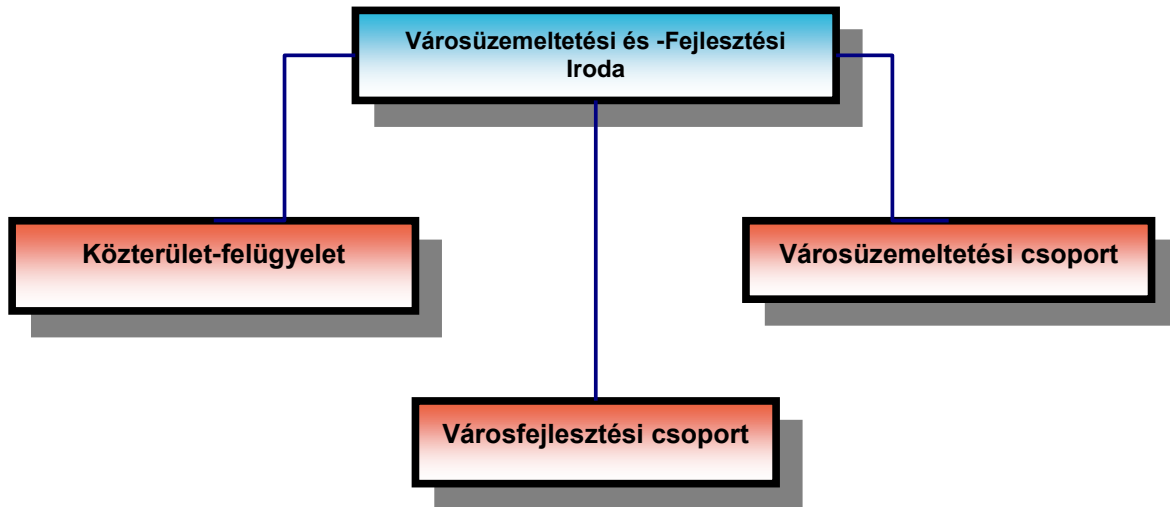 Városüzemeltetési és -Fejlesztési
Iroda
Közterület-felügyelet
Városüzemeltetési csoport
Városfejlesztési csoport